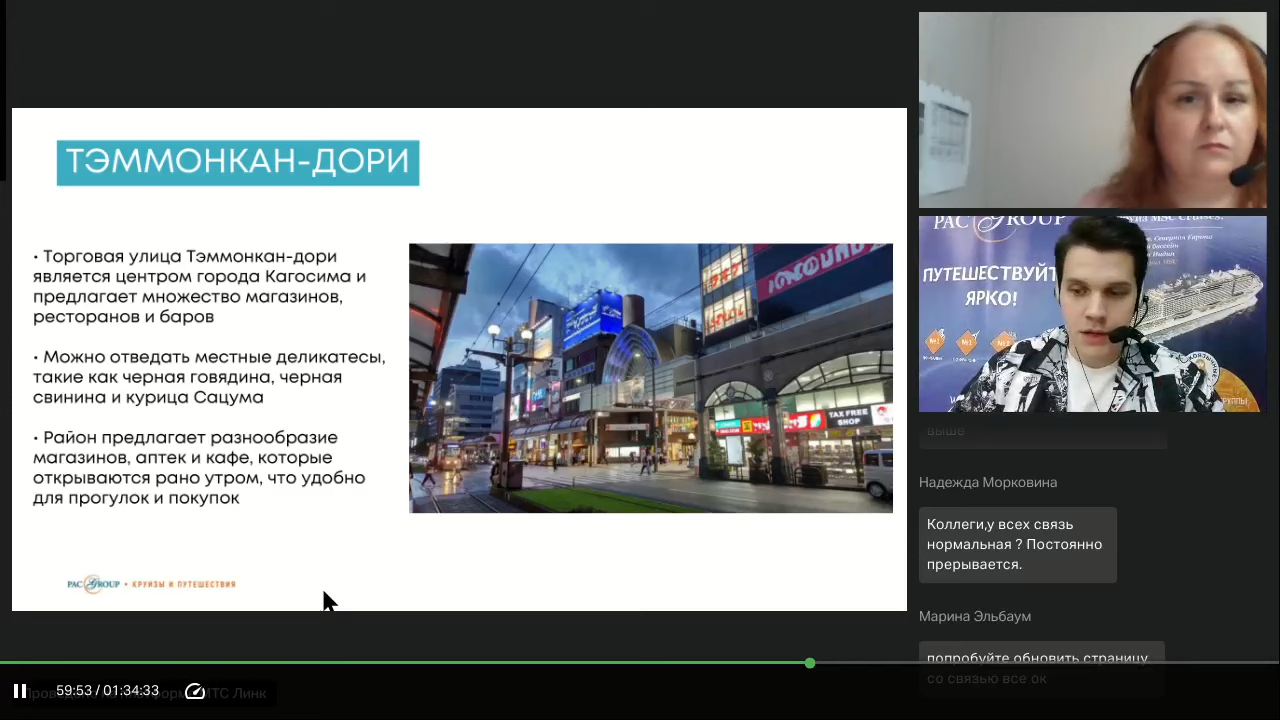 ТЭММОНКАН-ДОРИ
• Торговая улица Тэммонкан-дори
является центром города Кагосима и
предлагает множество магазинов,
ресторанов и баров
• Можно отведать местные деликатесы,
такие как черная говядина, черная
свинина и курица Сацума
• Район предлагает разнообразие
магазинов, аптек и кафе, которые
открываются рано утром, что удобно
для прогулок и покупок
TAX FREE
SHOP
PAC GROUP • КРУИЗЫ И ПУТЕШЕСТВИЯ
PAC GROUP
MSC Cruises.
ПУТЕШЕСТВУЙТ
ЯРКО!
выше
Надежда Морковина
Коллеги,у всех связь
нормальная ? Постоянно
прерывается.
Марина Эльбаум
попробуйте обновить страницу
со связью все ок
59:53 / 01:34:33
МТС Линк